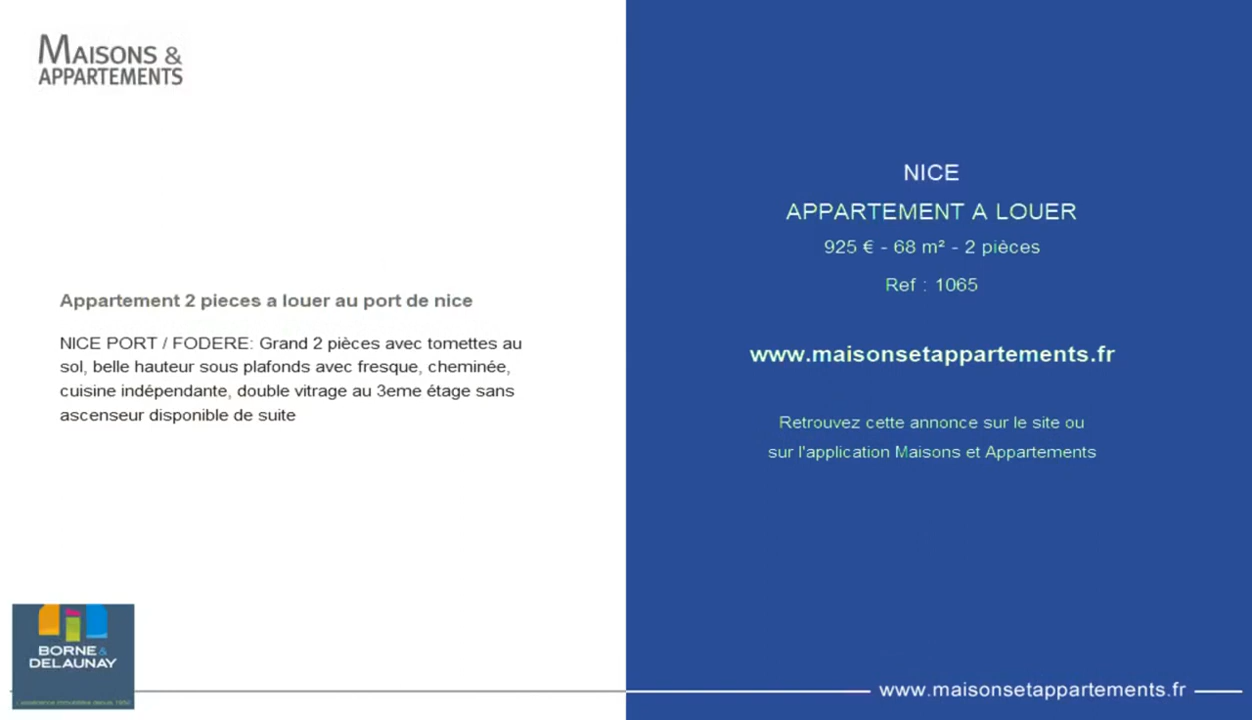 MAISONS &
APPARTEMENTS
Appartement 2 pieces a louer au port de nice
NICE PORT / FODERE: Grand 2 pièces avec tomettes au
sol, belle hauteur sous plafonds avec fresque, cheminée,
cuisine indépendante, double vitrage au 3eme étage sans
ascenseur disponible de suite
BORNE &
DELAUNAY
NICE
APPARTEMENT A LOUER
925 € - 68 m² - 2 pièces
Ref : 1065
www.maisonsetappartements.fr
Retrouvez cette annonce sur le site ou
sur l'application Maisons et Appartements
www.maisonsetappartements.fr